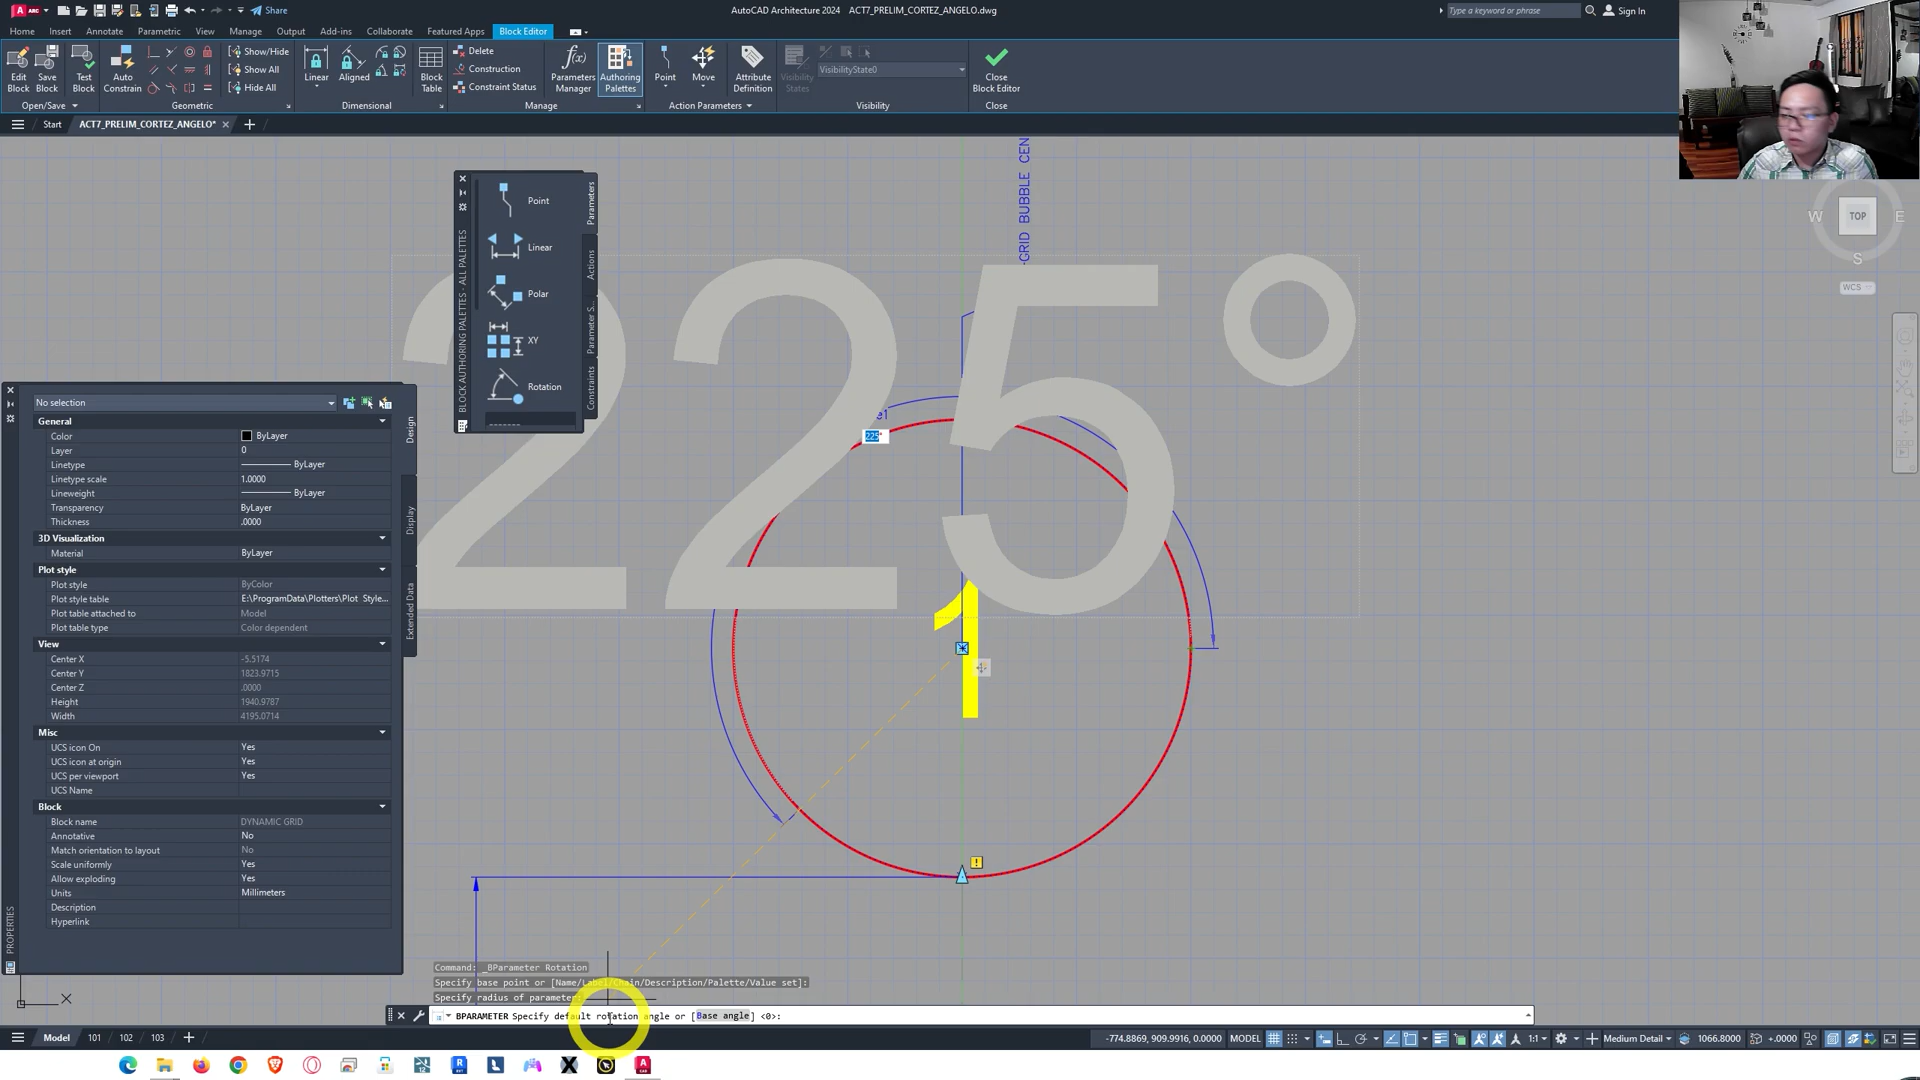 ARC
Share
AutoCAD Architecture 2024 ACT7_PRELIM_CORTEZ_ANGELO.dwg
Type a keyword or phrase
Sign In
Home Insert Annotate Parametric View Manage Output Add-ins Collaborate Featured Apps Block Editor
Edit Block
Save Block
Test Block
Auto Constrain
Show/Hide
Show All
Hide All
Linear
Aligned
Block Table
Delete
Construction
Constraint Status
Parameters Manager
Authoring Palettes
Point
Move
Attribute Definition
Visibility States
VisibilityState0
Close Block Editor
Open/Save
Geometric
Dimensional
Manage
Action Parameters
Visibility
Close
Start
ACT7_PRELIM_CORTEZ_ANGELO*
GRID BUBBLE CEN
225°
225
1
Point
Linear
Polar
XY
Rotation
BLOCK AUTHORING PALETTES - ALL PALETTES
Parameters
Actions
Parameter S...
Constraints
W
TOP
E
S
WCS
No selection
General
Color ByLayer
Layer 0
Linetype ByLayer
Linetype scale 1.0000
Lineweight ByLayer
Transparency ByLayer
Thickness .0000
3D Visualization
Material ByLayer
Plot style
Plot style ByColor
Plot style table E:\ProgramData\Plotters\Plot Style...
Plot table attached to Model
Plot table type Color dependent
View
Center X -5.5174
Center Y 1823.9715
Center Z .0000
Height 1940.9787
Width 4195.0714
Misc
UCS icon On Yes
UCS icon at origin Yes
UCS per viewport Yes
UCS Name
Block
Block name DYNAMIC GRID
Annotative No
Match orientation to layout No
Scale uniformly Yes
Allow exploding Yes
Units Millimeters
Description
Hyperlink
Design
Display
Extended Data
PROPERTIES
X
Command: _BParameter Rotation
Specify base point or [Name/Label/Chain/Description/Palette/Value set]:
Specify radius of parameter:
BPARAMETER Specify default rotation angle or [Base angle] <0>:
Model 101 102 103
-774.8869, 909.9916, 0.0000 MODEL
1:1
Medium Detail
1066.8000
+.0000